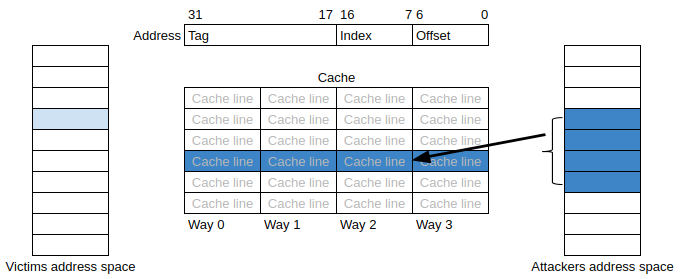 31 17 16 7 6 0
Address Tag Index Offset
Cache
Cache line Cache line Cache line Cache line
Cache line Cache line Cache line Cache line
Cache line Cache line Cache line Cache line
Cache line Cache line Cache line Cache line
Cache line Cache line Cache line Cache line
Cache line Cache line Cache line Cache line
Way 0 Way 1 Way 2 Way 3
Victims address space Attackers address space